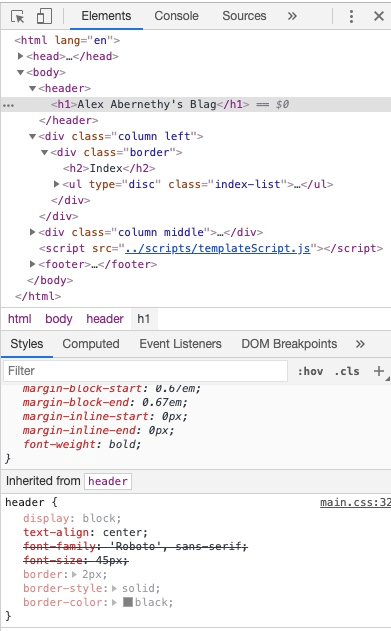 Elements Console Sources »
<html lang="en">
<head>…</head>
<body>
<header>
… <h1>Alex Abernethy's Blag</h1> == $0
</header>
<div class="column left">
<div class="border">
<h2>Index</h2>
<ul type="disc" class="index-list">…</ul>
</div>
</div>
<div class="column middle">…</div>
<script src="../scripts/templateScript.js"></script>
<footer>…</footer>
</body>
</html>
html body header h1
Styles Computed Event Listeners DOM Breakpoints »
Filter :hov .cls +
margin-block-start: 0.67em;
margin-block-end: 0.67em;
margin-inline-start: 0px;
margin-inline-end: 0px;
font-weight: bold;
}
Inherited from header
header { main.css:32
display: block;
text-align: center;
font-family: 'Roboto', sans-serif;
font-size: 45px;
border: 2px;
border-style: solid;
border-color: black;
}